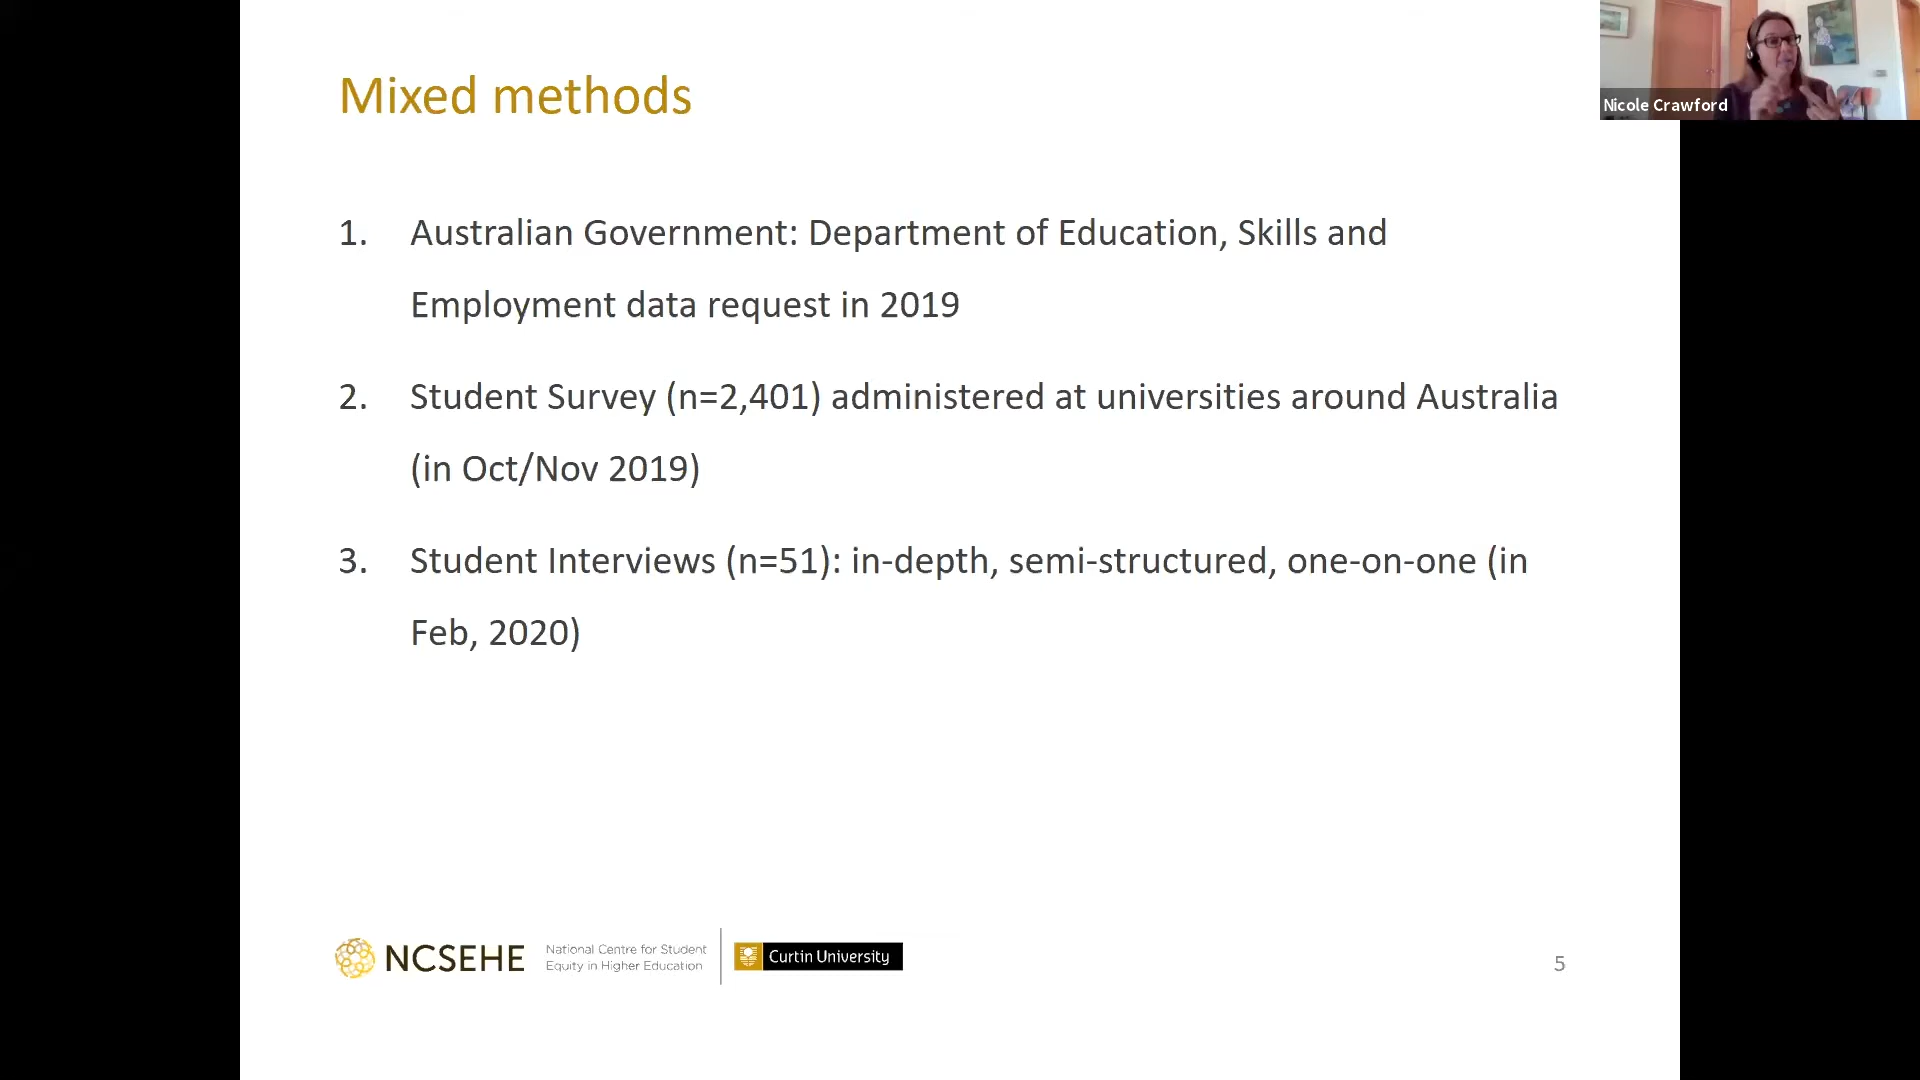 Mixed methods
Nicole Crawford
1. Australian Government: Department of Education, Skills and
Employment data request in 2019
2. Student Survey (n=2,401) administered at universities around Australia
(in Oct/Nov 2019)
3. Student Interviews (n=51): in-depth, semi-structured, one-on-one (in
Feb, 2020)
NCSEHE
National Centre for Student
Equity in Higher Education
Curtin University
5